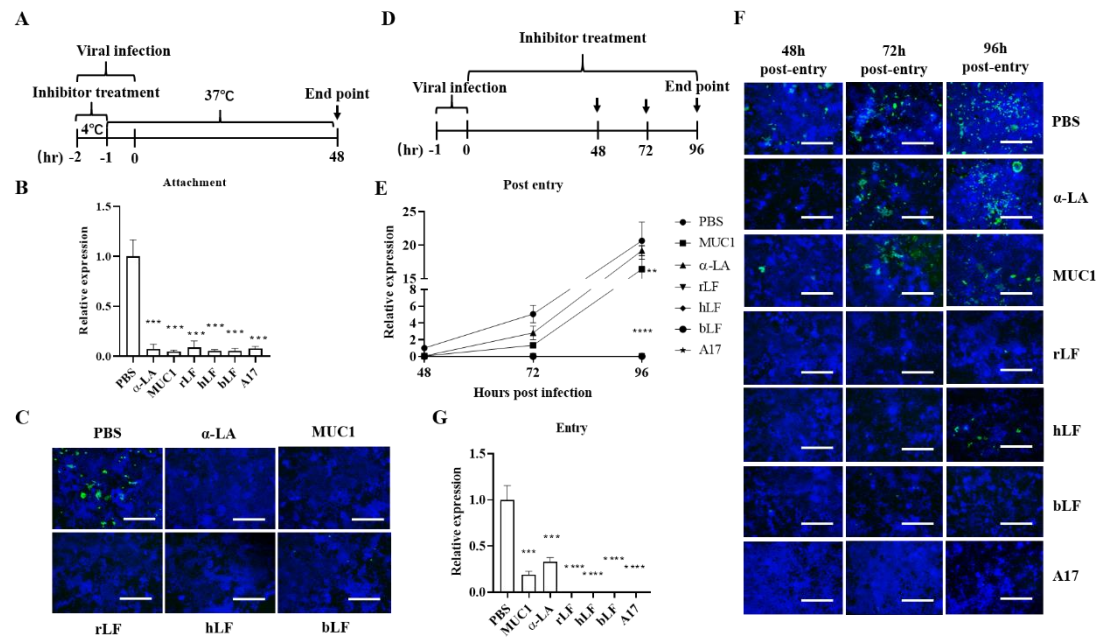 A
Viral infection
Inhibitor treatment
37℃
End point
4℃
(hr) -2 -1 0 48
B
Attachment
Relative expression
1.5
1.0
0.5
0.0
***
***
***
***
***
***
PBS
α-LA
MUC1
rLF
hLF
bLF
A17
C
PBS α-LA MUC1
rLF hLF bLF
D
Inhibitor treatment
Viral infection
End point
(hr) -1 0 48 72 96
E
Post entry
Relative expression
25
20
15
8
6
4
2
0
**
****
48 72 96
Hours post infection
PBS
MUC1
α-LA
rLF
hLF
bLF
A17
G
Entry
Relative expression
1.5
1.0
0.5
0.0
***
***
****
****
****
****
PBS
MUC1
α-LA
rLF
hLF
bLF
A17
F
48h 72h 96h
post-entry post-entry post-entry
PBS
α-LA
MUC1
rLF
hLF
bLF
A17